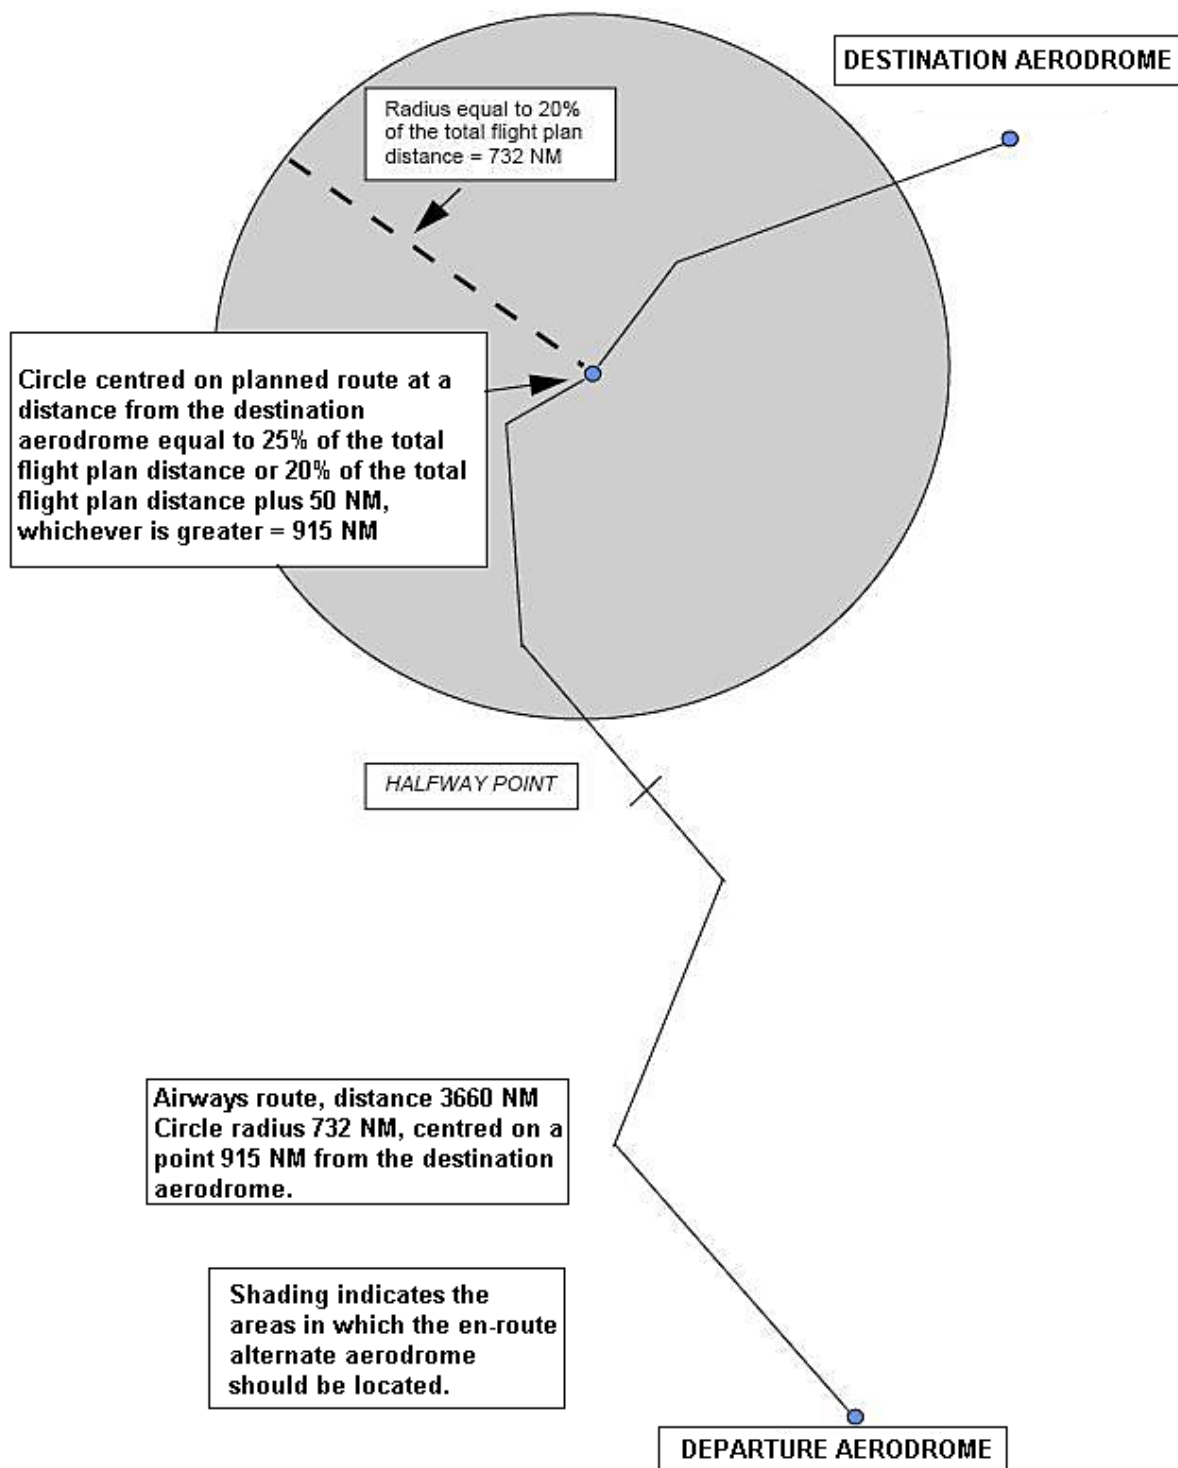 DESTINATION AERODROME
Radius equal to 20%
of the total flight plan
distance = 732 NM
Circle centred on planned route at a
distance from the destination
aerodrome equal to 25% of the total
flight plan distance or 20% of the total
flight plan distance plus 50 NM,
whichever is greater = 915 NM
HALFWAY POINT
Airways route, distance 3660 NM
Circle radius 732 NM, centred on a
point 915 NM from the destination
aerodrome.
Shading indicates the
areas in which the en-route
alternate aerodrome
should be located.
DEPARTURE AERODROME